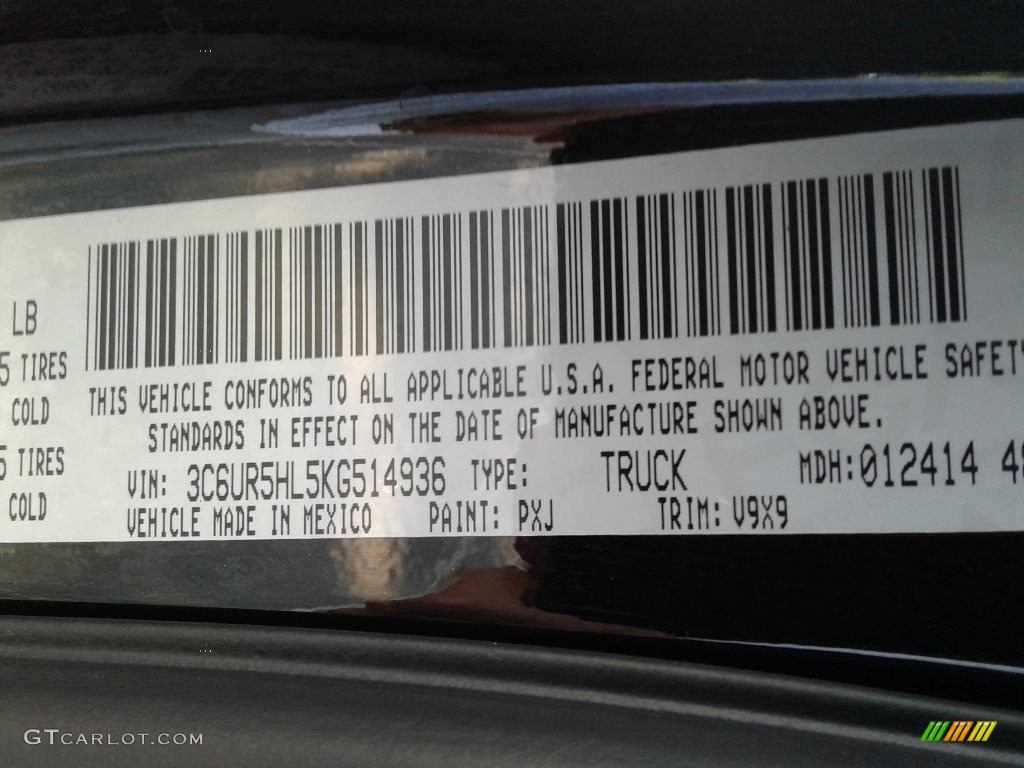 LB
5 TIRES
COLD
5 TIRES
COLD
THIS VEHICLE CONFORMS TO ALL APPLICABLE U.S.A. FEDERAL MOTOR VEHICLE SAFETY
STANDARDS IN EFFECT ON THE DATE OF MANUFACTURE SHOWN ABOVE.
VIN: 3C6UR5HL5KG514936 TYPE: TRUCK MDH:012414 48
VEHICLE MADE IN MEXICO PAINT: PXJ TRIM: V9X9
GTCARLOT.COM